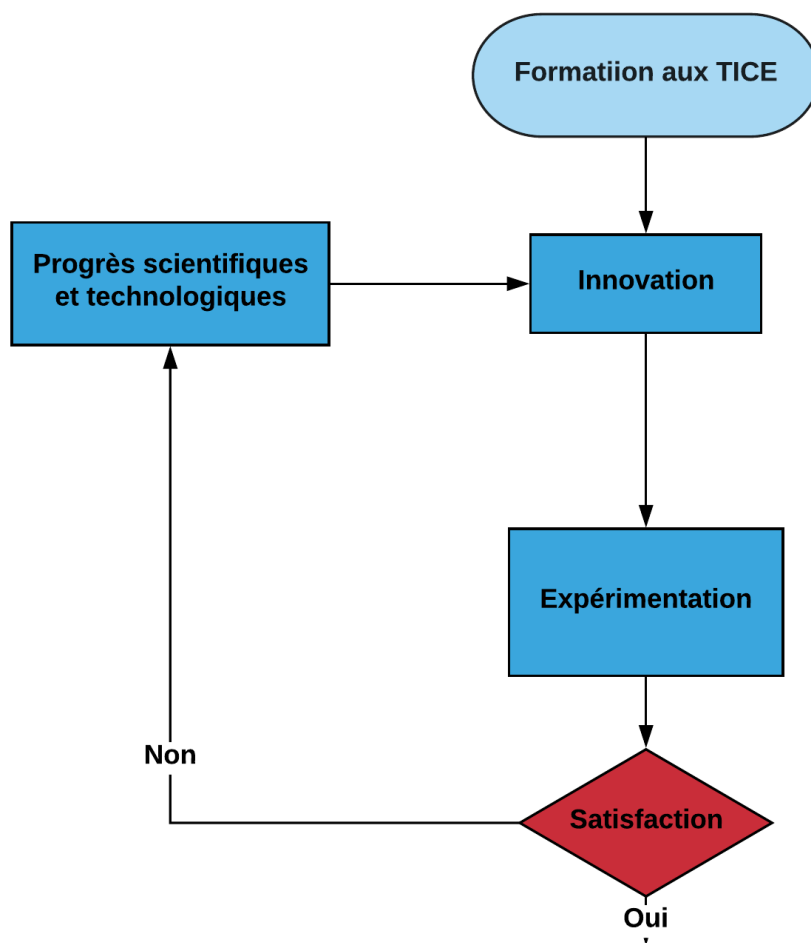 Formatiion aux TICE
Progrès scientifiques
et technologiques
Innovation
Expérimentation
Non
Satisfaction
Oui